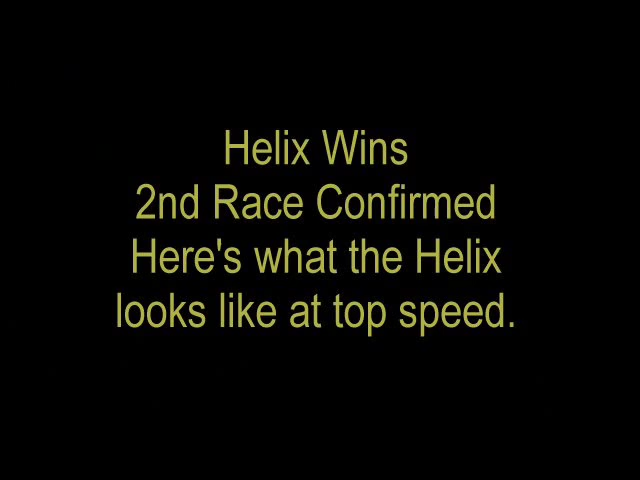 Helix Wins
2nd Race Confirmed
Here's what the Helix
looks like at top speed.